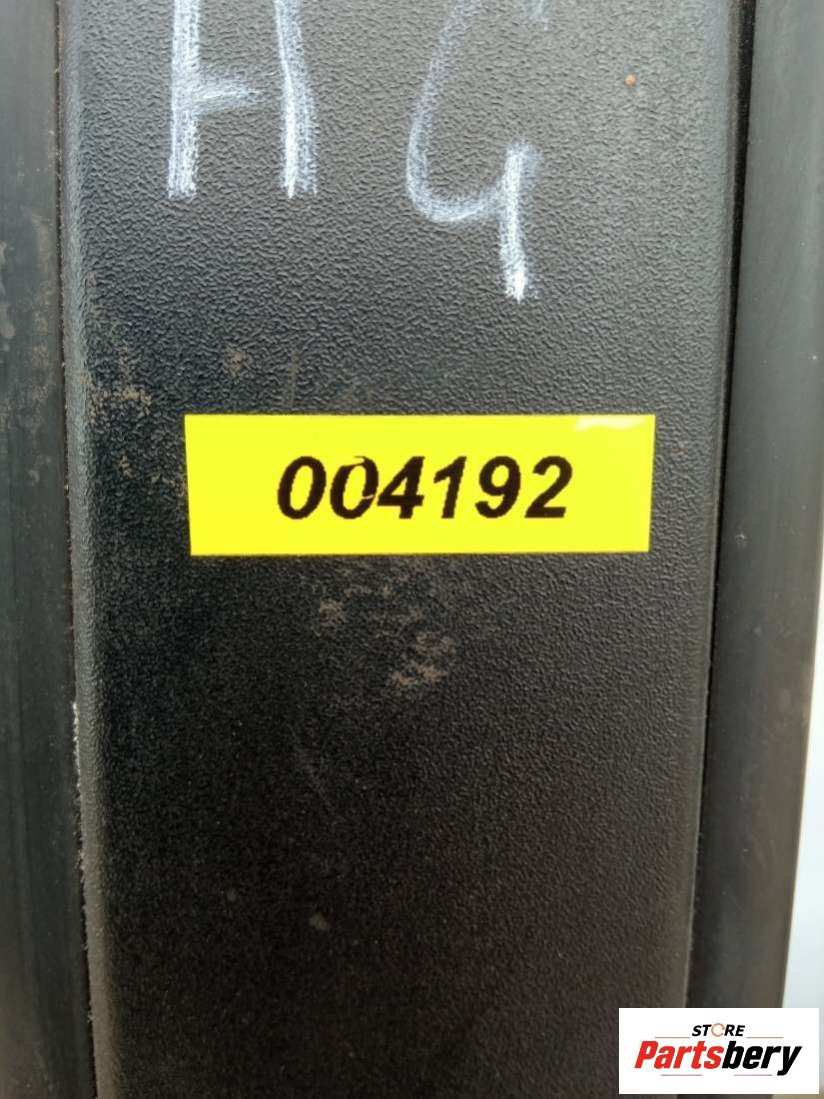 HG
004192
STORE
Partsbery